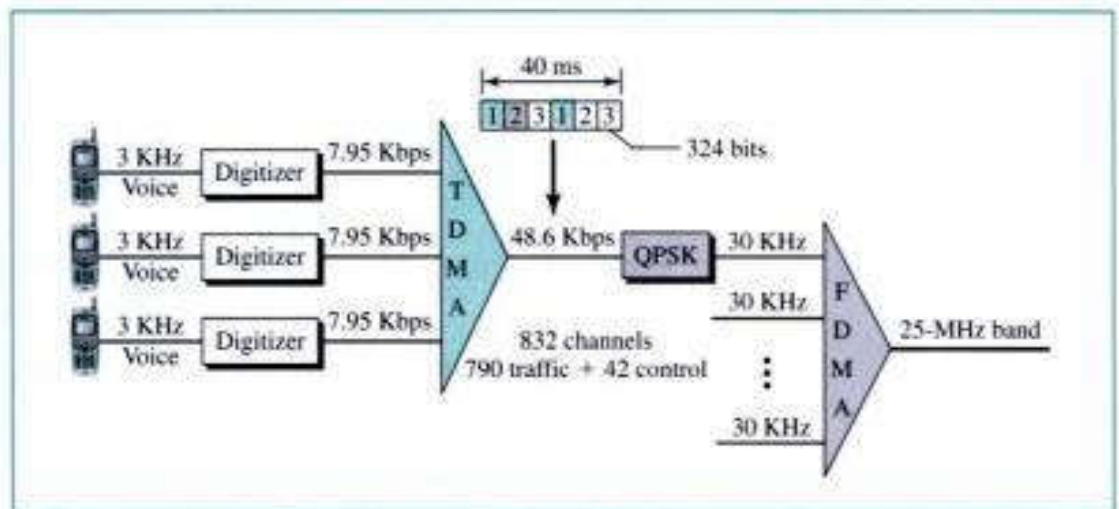 40 ms
1 2 3 1 2 3
324 bits
3 KHz
Voice
Digitizer
7.95 Kbps
3 KHz
Voice
Digitizer
7.95 Kbps
3 KHz
Voice
Digitizer
7.95 Kbps
T
D
M
A
48.6 Kbps
QPSK
30 KHz
30 KHz
30 KHz
832 channels
790 traffic + 42 control
F
D
M
A
25-MHz band